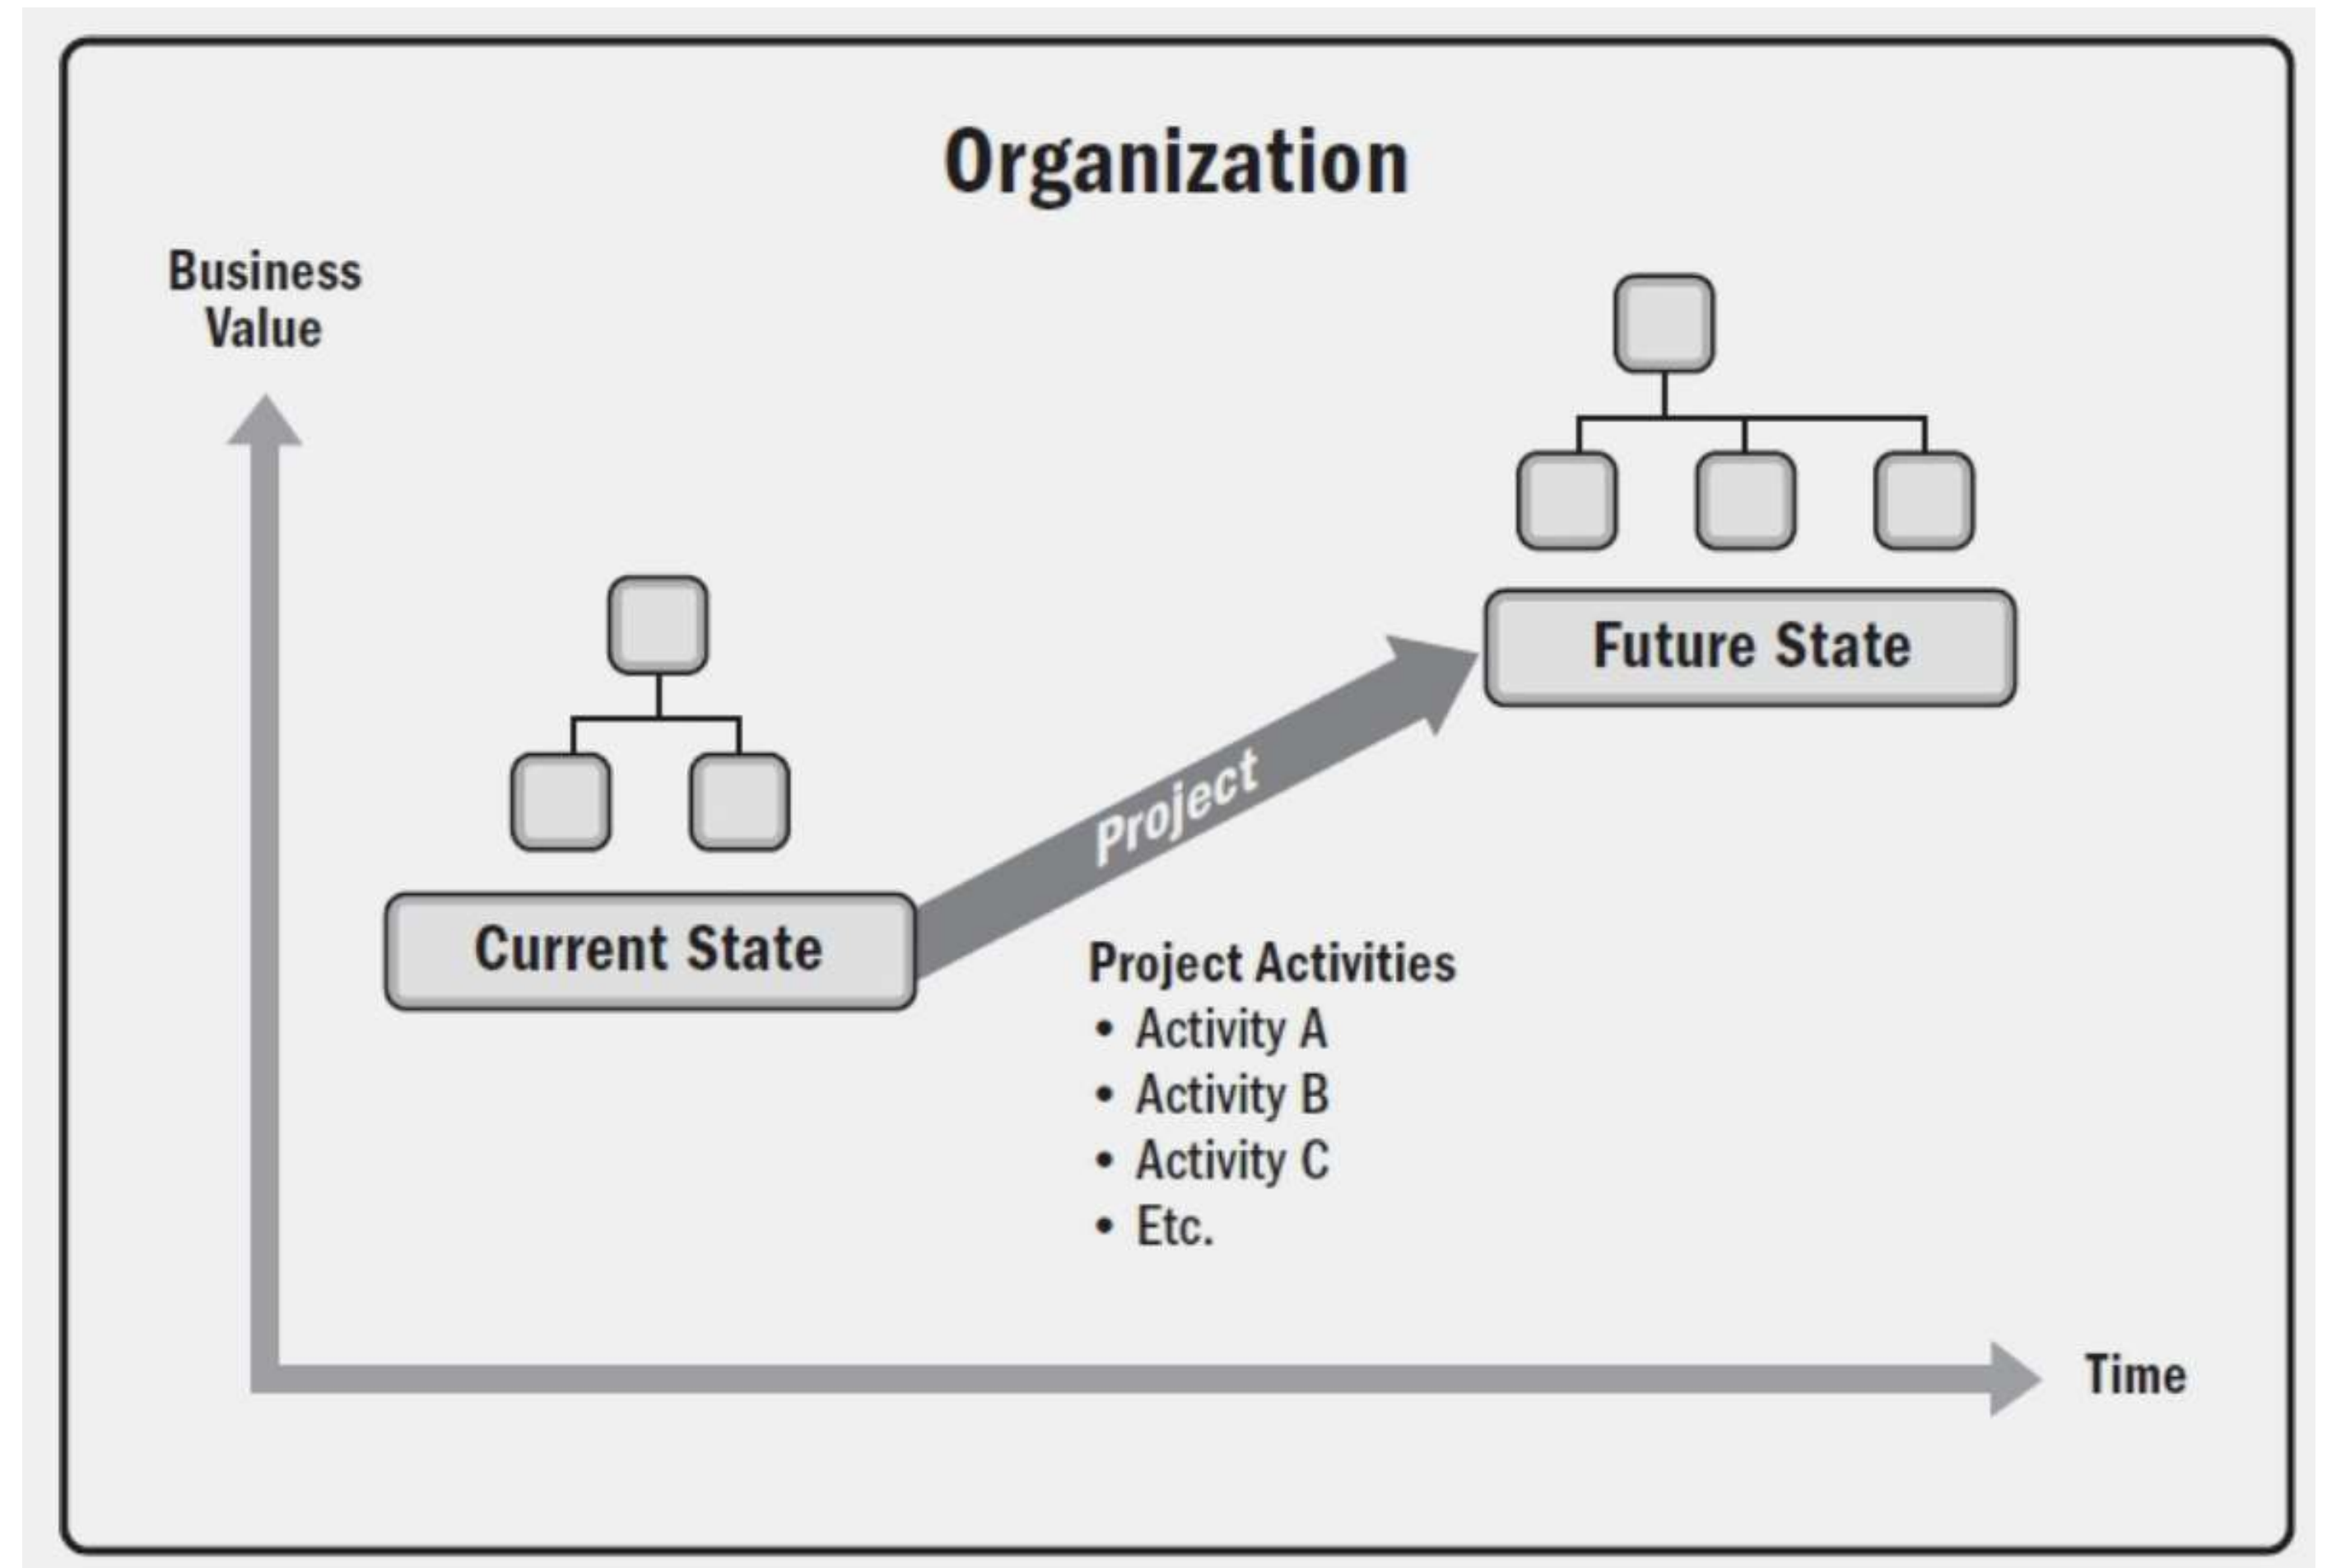 Organization
Business
Value
Future State
Project
Current State
Project Activities
• Activity A
• Activity B
• Activity C
• Etc.
Time